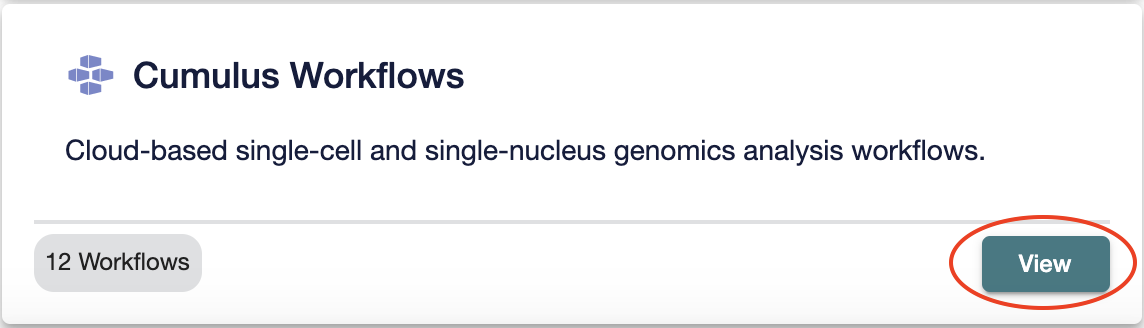 Cumulus Workflows
Cloud-based single-cell and single-nucleus genomics analysis workflows.
12 Workflows
View